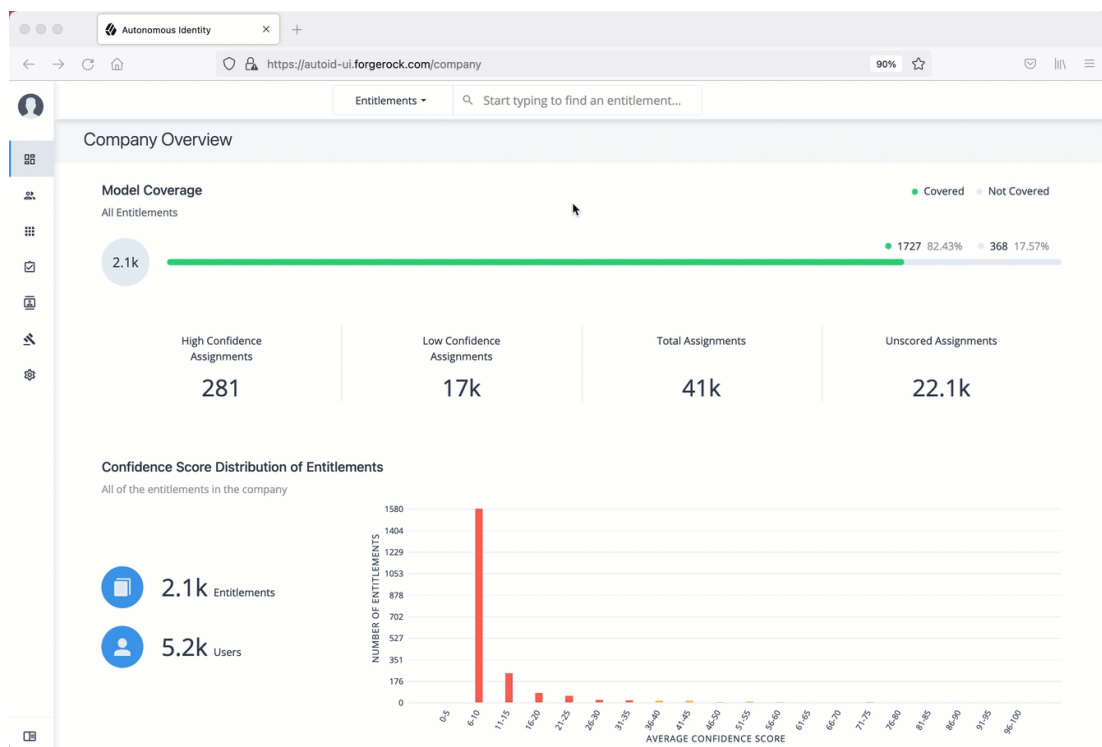 Autonomous Identity
https://autoid-ui.forgerock.com/company
90%
Entitlements
Start typing to find an entitlement...
Company Overview
Model Coverage
Covered Not Covered
All Entitlements
1727 82.43% 368 17.57%
2.1k
High Confidence
Assignments
281
Low Confidence
Assignments
17k
Total Assignments
41k
Unscored Assignments
22.1k
Confidence Score Distribution of Entitlements
All of the entitlements in the company
2.1k Entitlements
5.2k Users
NUMBER OF ENTITLEMENTS
1580
1404
1229
1053
878
702
527
351
176
0
0-5 6-10 11-15 16-20 21-25 26-30 31-35 36-40 41-45 46-50 51-55 56-60 61-65 66-70 71-75 76-80 81-85 86-90 91-95 96-100
AVERAGE CONFIDENCE SCORE